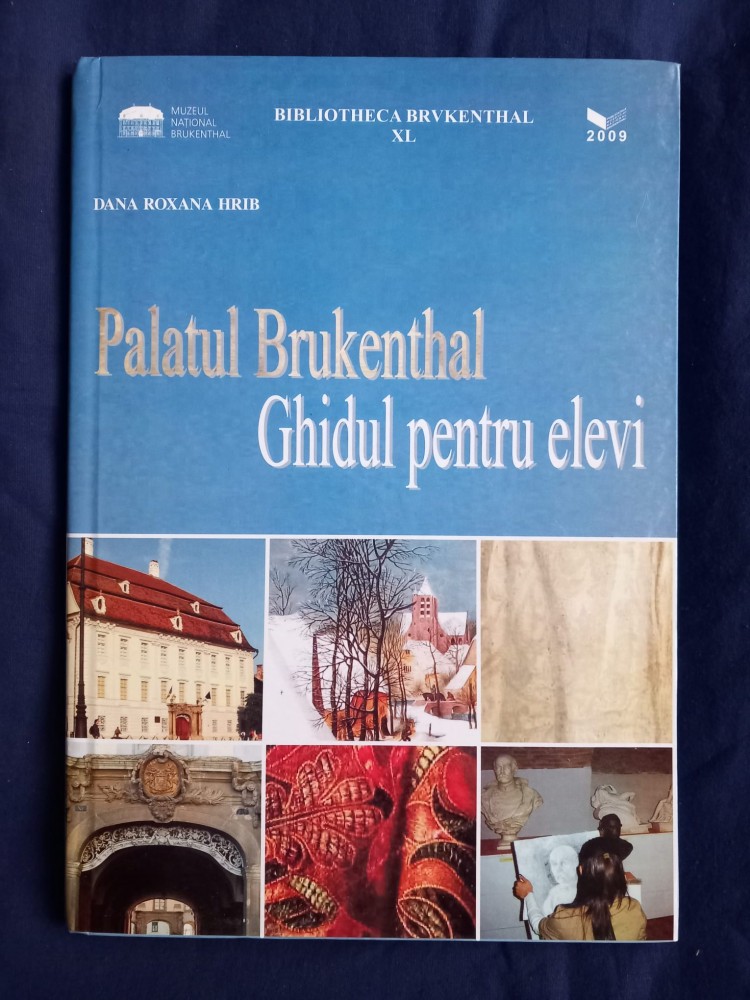 MUZEUL
NAȚIONAL
BRUKENTHAL
BIBLIOTHECA BRVKENTHAL
XL
2009
DANA ROXANA HRIB
Palatul Brukenthal
Ghidul pentru elevi